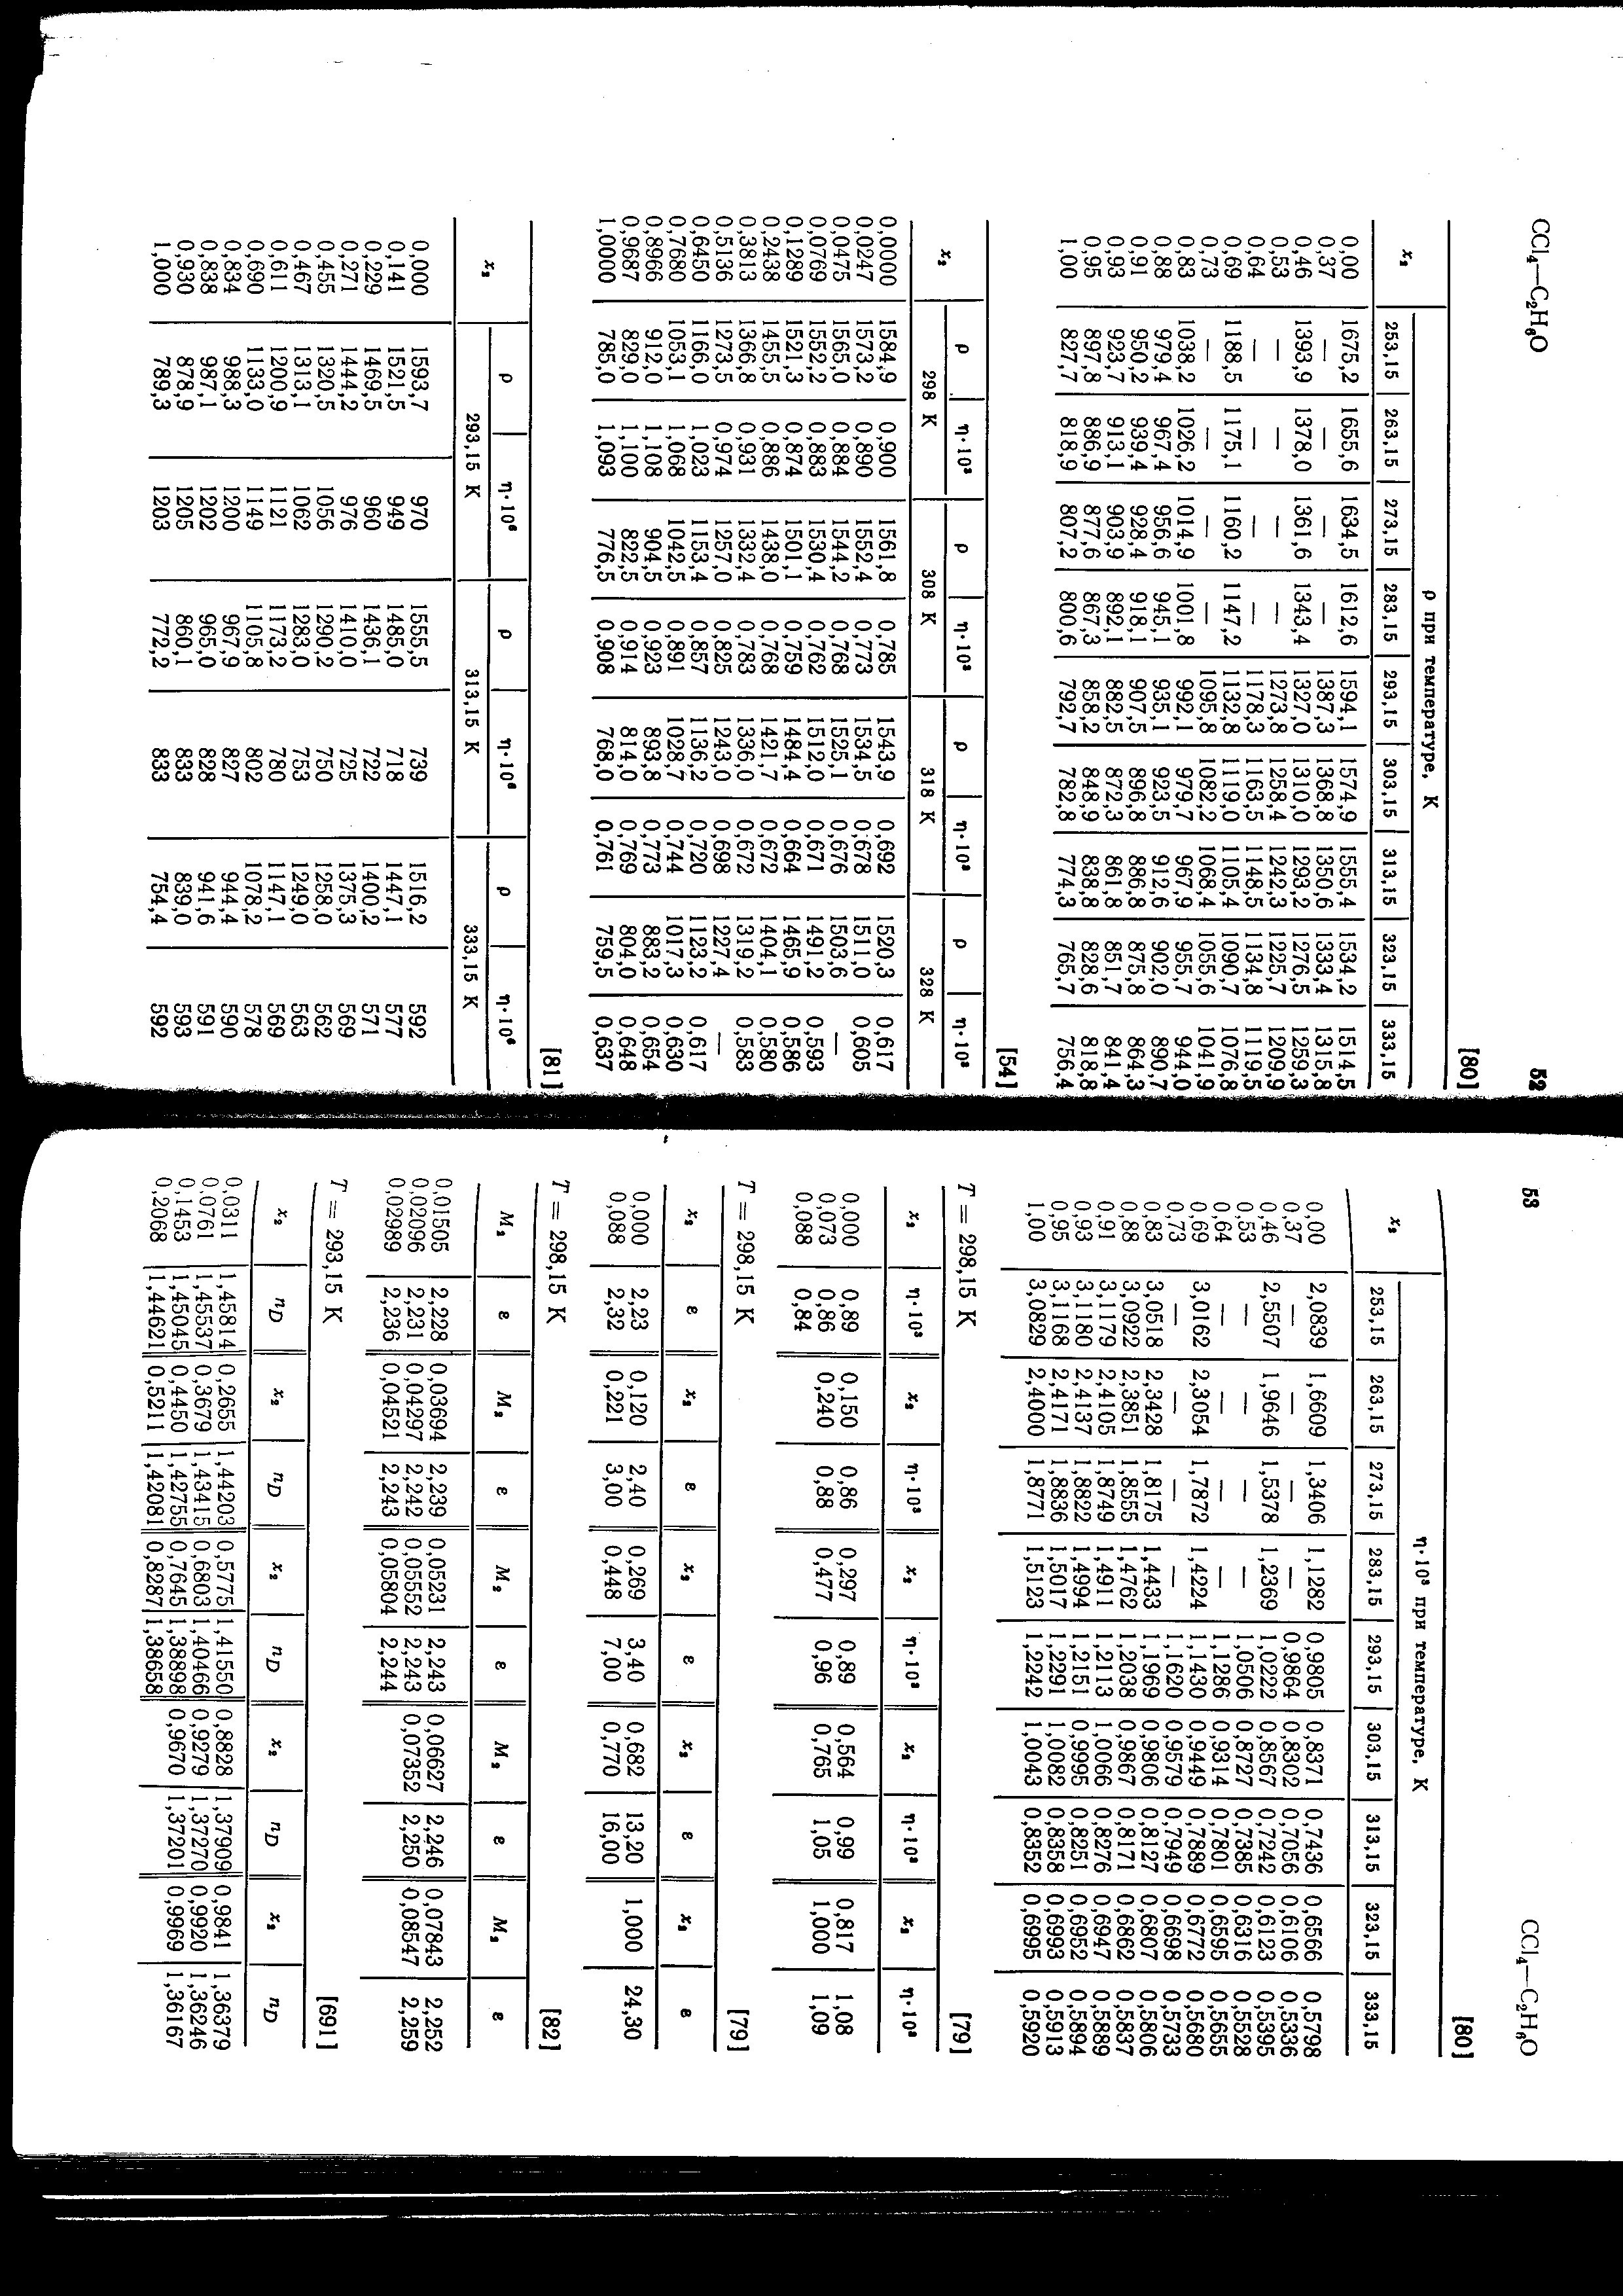 CCl₄—C₂H₆O 52
[80]
x₂ ρ при температуре, K
253,15 263,15 273,15 283,15 293,15 303,15 313,15 323,15 333,15
0,00 1675,2 1655,6 1634,5 1612,6 1594,1 1574,9 1555,4 1534,2 1514,5
0,37 — — — — 1387,3 1368,8 1350,6 1333,4 1315,8
0,46 1393,9 1378,0 1361,6 1343,4 1327,0 1310,0 1293,2 1276,5 1259,3
0,53 — — — — 1273,8 1258,4 1242,3 1225,7 1209,9
0,64 — — — — 1178,3 1163,5 1148,5 1134,8 1119,5
0,69 1188,5 1175,1 1160,2 1147,2 1132,8 1119,0 1105,4 1090,7 1076,8
0,73 — — — — 1095,8 1082,2 1068,4 1055,6 1041,9
0,83 1038,2 1026,2 1014,9 1001,8 992,1 979,7 967,9 955,7 944,0
0,88 979,4 967,4 956,6 945,1 935,1 923,5 912,6 902,0 890,7
0,91 950,2 939,4 928,4 918,1 907,5 896,8 886,8 875,8 864,3
0,93 923,7 913,1 903,9 892,1 882,5 872,3 861,8 851,7 841,4
0,95 897,8 886,9 877,6 867,3 858,2 848,9 838,8 828,6 818,8
1,00 827,7 818,9 807,2 800,6 792,7 782,8 774,3 765,7 756,4
[54]
x₂ 298 K 308 K 318 K 328 K
ρ η·10³ ρ η·10³ ρ η·10³ ρ η·10³
0,0000 1584,9 0,900 1561,8 0,785 1543,9 0,692 1520,3 0,617
0,0247 1573,2 0,890 1552,4 0,773 1534,5 0,678 1511,0 0,605
0,0475 1565,0 0,884 1544,2 0,768 1525,1 0,676 1503,6 —
0,0769 1552,2 0,883 1530,4 0,762 1512,0 0,671 1491,2 0,593
0,1289 1521,3 0,874 1501,1 0,759 1484,4 0,664 1465,9 0,586
0,2438 1455,5 0,886 1438,0 0,768 1421,7 0,672 1404,1 0,580
0,3813 1366,8 0,931 1332,4 0,783 1336,0 0,672 1319,2 0,583
0,5136 1273,5 0,974 1257,0 0,825 1243,0 0,698 1227,4 —
0,6450 1166,0 1,023 1153,4 0,857 1136,2 0,720 1123,2 0,617
0,7680 1053,1 1,068 1042,5 0,891 1028,7 0,744 1017,3 0,630
0,8966 912,0 1,108 904,5 0,923 893,8 0,773 883,2 0,654
0,9687 829,0 1,100 822,5 0,914 814,0 0,769 804,0 0,648
1,0000 785,0 1,093 776,5 0,908 768,0 0,761 759,5 0,637
[81]
x₂ 293,15 K 313,15 K 333,15 K
ρ η·10⁶ ρ η·10⁶ ρ η·10⁶
0,000 1593,7 970 1555,5 739 1516,2 592
0,141 1521,5 949 1485,0 718 1447,1 577
0,229 1469,5 960 1436,1 722 1400,2 571
0,271 1444,2 976 1410,0 725 1375,3 569
0,455 1320,5 1056 1290,2 750 1258,0 562
0,467 1313,1 1062 1283,0 753 1249,0 563
0,611 1200,9 1121 1173,2 780 1147,1 569
0,690 1133,0 1149 1105,8 802 1078,2 578
0,834 988,3 1200 967,9 827 944,4 590
0,838 987,1 1202 965,0 828 941,6 591
0,930 878,9 1205 860,1 833 839,0 593
1,000 789,3 1203 772,2 833 754,4 592
53 CCl₄—C₂H₆O
[80]
x₂ η·10³ при температуре, K
253,15 263,15 273,15 283,15 293,15 303,15 313,15 323,15 333,15
0,00 2,0839 1,6609 1,3406 1,1282 0,9805 0,8371 0,7436 0,6566 0,5798
0,37 — — — — 0,9864 0,8302 0,7056 0,6106 0,5336
0,46 2,5507 1,9646 1,5378 1,2369 1,0222 0,8567 0,7242 0,6123 0,5395
0,53 — — — — 1,0506 0,8727 0,7385 0,6316 0,5528
0,64 — — — — 1,1286 0,9314 0,7801 0,6595 0,5655
0,69 3,0162 2,3054 1,7872 1,4224 1,1430 0,9449 0,7889 0,6772 0,5680
0,73 — — — — 1,1620 0,9579 0,7949 0,6698 0,5733
0,83 3,0518 2,3428 1,8175 1,4433 1,1969 0,9806 0,8127 0,6807 0,5806
0,88 3,0922 2,3851 1,8555 1,4762 1,2038 0,9867 0,8171 0,6862 0,5837
0,91 3,1179 2,4105 1,8749 1,4911 1,2113 1,0066 0,8276 0,6947 0,5889
0,93 3,1180 2,4137 1,8822 1,4994 1,2151 0,9995 0,8251 0,6952 0,5894
0,95 3,1168 2,4171 1,8836 1,5017 1,2291 1,0082 0,8358 0,6993 0,5913
1,00 3,0829 2,4000 1,8771 1,5123 1,2242 1,0043 0,8352 0,6995 0,5920
T = 298,15 K [79]
x₂ η·10³ x₂ η·10³ x₂ η·10³ x₂ η·10³ x₂ η·10³
0,000 0,89 0,150 0,86 0,297 0,89 0,564 0,99 0,817 1,08
0,073 0,86 0,240 0,88 0,477 0,96 0,765 1,05 1,000 1,09
0,088 0,84
T = 298,15 K [79]
x₂ ε x₂ ε x₂ ε x₂ ε x₂ ε
0,000 2,23 0,120 2,40 0,269 3,40 0,682 13,20 1,000 24,30
0,088 2,32 0,221 3,00 0,448 7,00 0,770 16,00
T = 298,15 K [82]
M₂ ε M₂ ε M₂ ε M₂ ε M₂ ε
0,01505 2,228 0,03694 2,239 0,05231 2,243 0,06627 2,246 0,07843 2,252
0,02096 2,231 0,04297 2,242 0,05552 2,243 0,07352 2,250 0,08547 2,259
0,02989 2,236 0,04521 2,243 0,05804 2,244
T = 293,15 K [691]
x₂ n_D x₂ n_D x₂ n_D x₂ n_D x₂ n_D
0,0311 1,45814 0,2655 1,44203 0,5775 1,41550 0,8828 1,37909 0,9841 1,36379
0,0761 1,45537 0,3679 1,43415 0,6803 1,40466 0,9279 1,37270 0,9920 1,36246
0,1453 1,45045 0,4450 1,42755 0,7645 1,38898 0,9670 1,37201 0,9969 1,36167
0,2068 1,44621 0,5211 1,42081 0,8287 1,38658